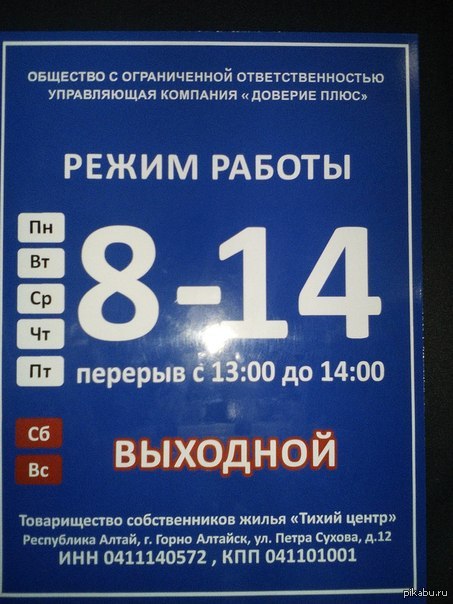 ОБЩЕСТВО С ОГРАНИЧЕННОЙ ОТВЕТСТВЕННОСТЬЮ
УПРАВЛЯЮЩАЯ КОМПАНИЯ « ДОВЕРИЕ ПЛЮС»
РЕЖИМ РАБОТЫ
Пн
Вт
Ср
Чт
Пт
8-14
перерыв с 13:00 до 14:00
Сб
Вс
ВЫХОДНОЙ
Товарищество собственников жилья «Тихий центр»
Республика Алтай, г. Горно Алтайск, ул. Петра Сухова, д.12
ИНН 0411140572 , КПП 041101001
pikabu.ru